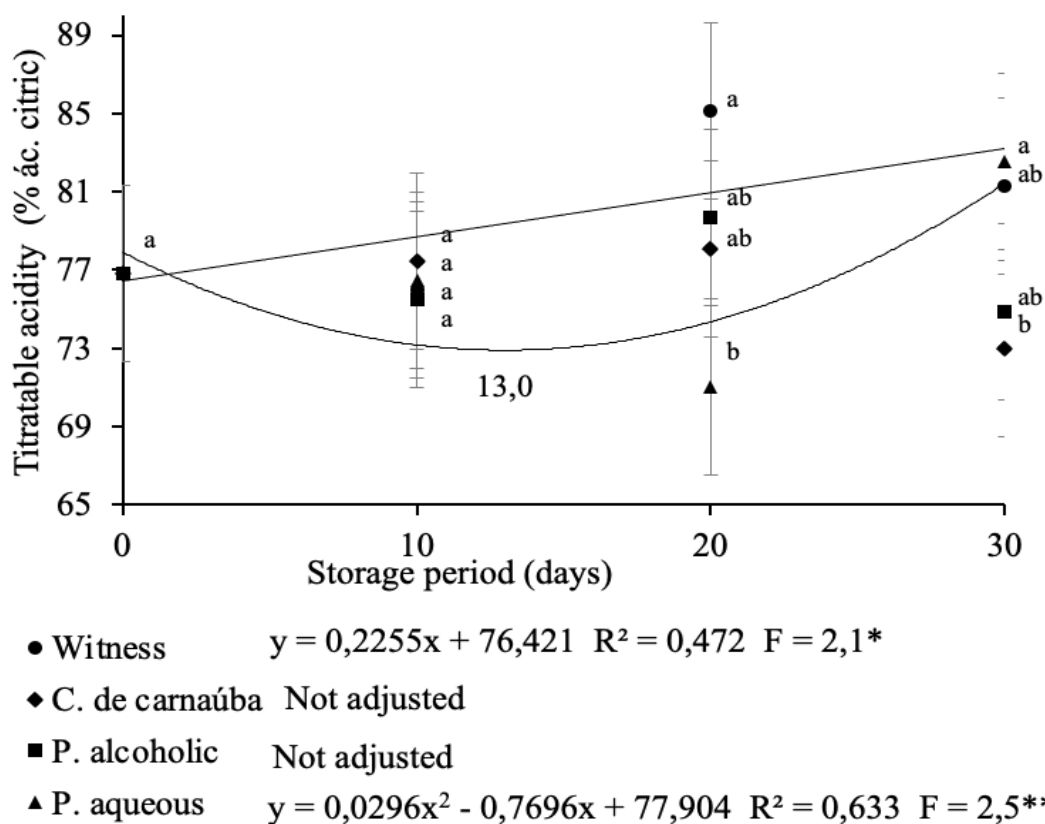 Titratable acidity (% ác. citric)
89
85
81
77
73
69
65
a
a
a
a
a
a
ab
ab
b
a
ab
ab
b
13,0
0
10
20
30
Storage period (days)
Witness y = 0,2255x + 76,421 R² = 0,472 F = 2,1*
C. de carnaúba Not adjusted
P. alcoholic Not adjusted
P. aqueous y = 0,0296x² - 0,7696x + 77,904 R² = 0,633 F = 2,5**